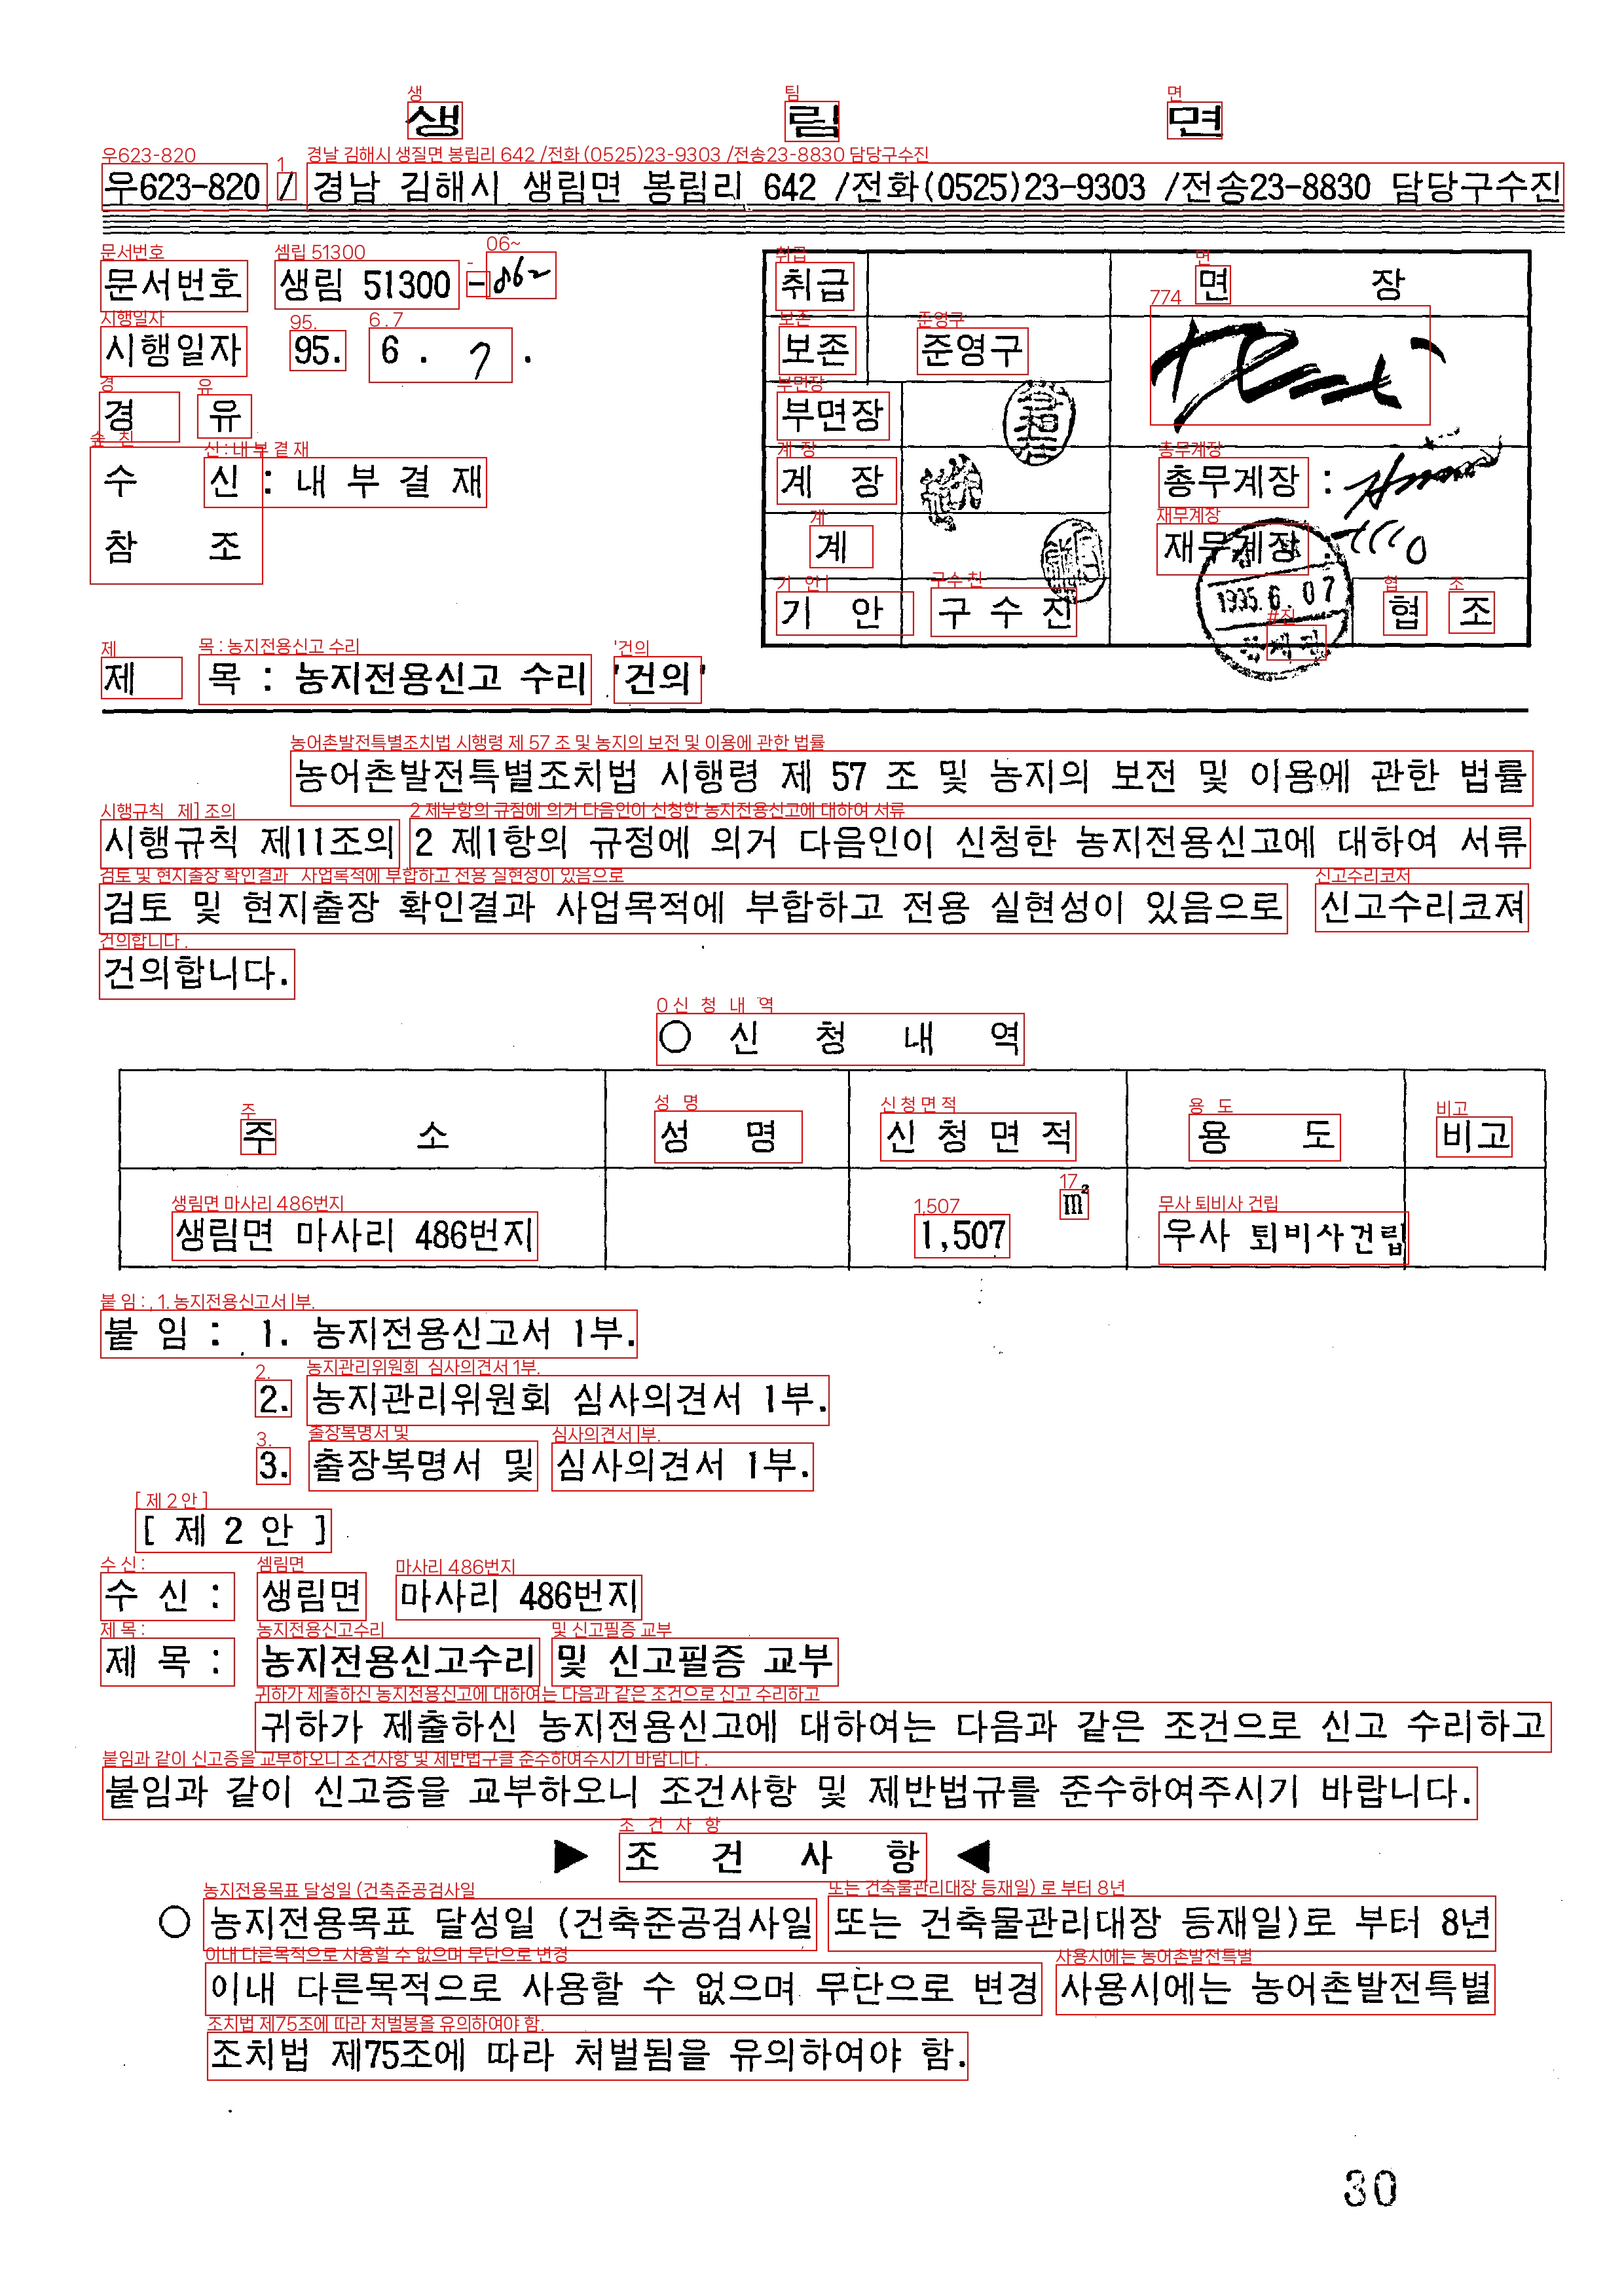 생 림 면
우623-820 / 경남 김해시 생림면 봉림리 642 /전화(0525)23-9303 /전송23-8830 담당구수진
문서번호 생림 51300 -
시행일자 95. 6 . 7 .
경 유
수 신 : 내 부 결 재
참 조
취급 면 장
보존 준영구
부면장
계 장 총무계장 :
계 재무계장 :
기 안 구 수 진 협 조
1995. 6. 07
제 목 : 농지전용신고 수리 '건의'
농어촌발전특별조치법 시행령 제 57 조 및 농지의 보전 및 이용에 관한 법률
시행규칙 제11조의 2 제1항의 규정에 의거 다음인이 신청한 농지전용신고에 대하여 서류
검토 및 현지출장 확인결과 사업목적에 부합하고 전용 실현성이 있음으로 신고수리코져
건의합니다.
○ 신 청 내 역
주 소 성 명 신 청 면 적 용 도 비고
생림면 마사리 486번지 1,507 m² 우사 퇴비사건립
붙 임 : 1. 농지전용신고서 1부.
2. 농지관리위원회 심사의견서 1부.
3. 출장복명서 및 심사의견서 1부.
[ 제 2 안 ]
수 신 : 생림면 마사리 486번지
제 목 : 농지전용신고수리 및 신고필증 교부
귀하가 제출하신 농지전용신고에 대하여는 다음과 같은 조건으로 신고 수리하고
붙임과 같이 신고증을 교부하오니 조건사항 및 제반법규를 준수하여주시기 바랍니다.
▶ 조 건 사 항 ◀
○ 농지전용목표 달성일 (건축준공검사일 또는 건축물관리대장 등재일)로 부터 8년
이내 다른목적으로 사용할 수 없으며 무단으로 변경 사용시에는 농어촌발전특별
조치법 제75조에 따라 처벌됨을 유의하여야 함.
30